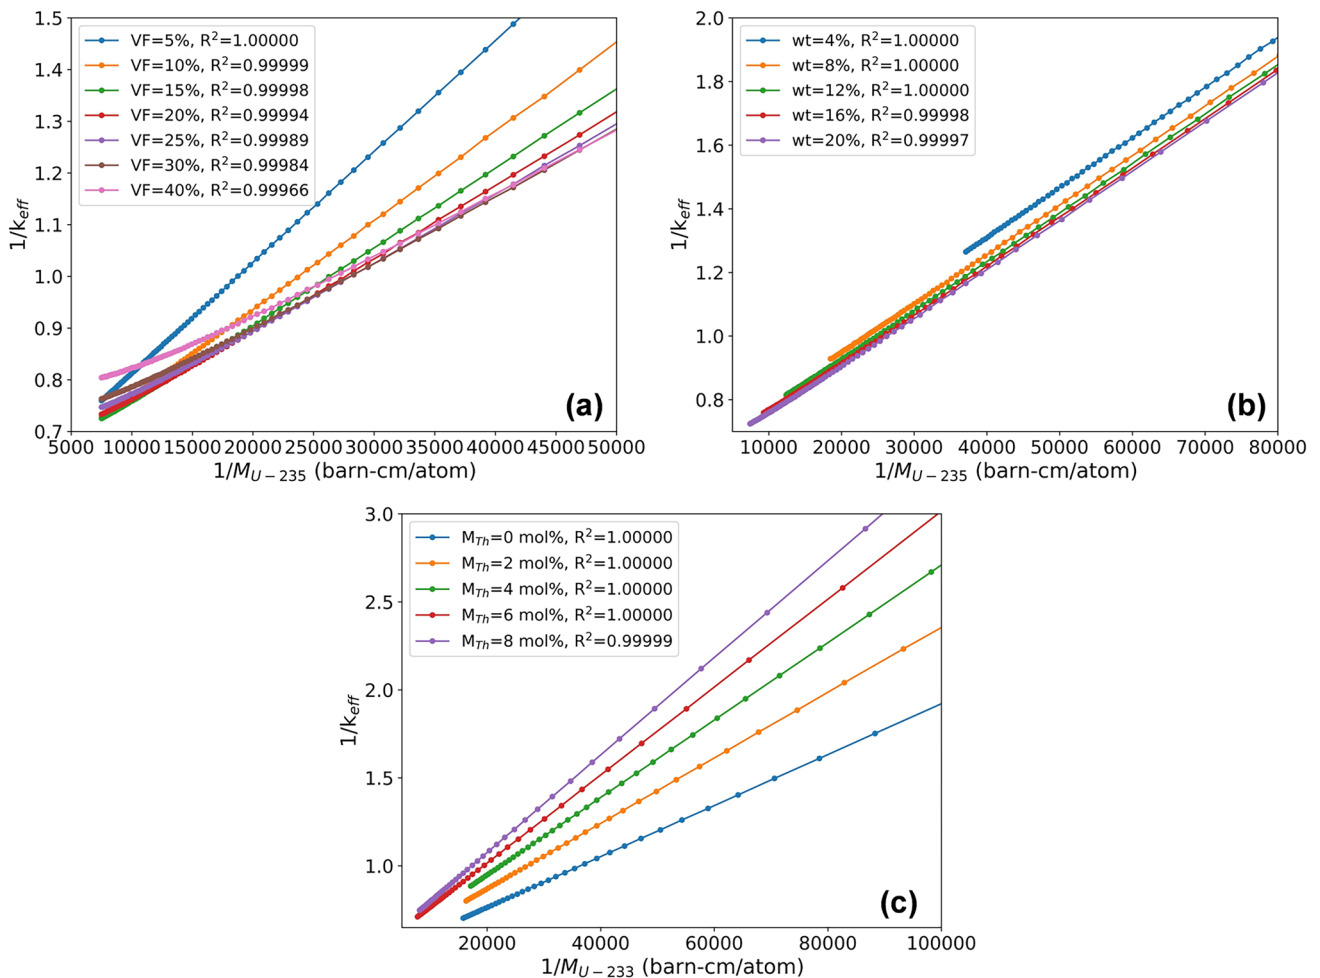 1.5
1.4
1.3
1.2
1.1
1.0
0.9
0.8
0.7
1/k_eff
VF=5%, R²=1.00000
VF=10%, R²=0.99999
VF=15%, R²=0.99998
VF=20%, R²=0.99994
VF=25%, R²=0.99989
VF=30%, R²=0.99984
VF=40%, R²=0.99966
(a)
5000 10000 15000 20000 25000 30000 35000 40000 45000 50000
1/M_U−235 (barn-cm/atom)
2.0
1.8
1.6
1.4
1.2
1.0
0.8
1/k_eff
wt=4%, R²=1.00000
wt=8%, R²=1.00000
wt=12%, R²=1.00000
wt=16%, R²=0.99998
wt=20%, R²=0.99997
(b)
10000 20000 30000 40000 50000 60000 70000 80000
1/M_U−235 (barn-cm/atom)
3.0
2.5
2.0
1.5
1.0
1/k_eff
M_Th=0 mol%, R²=1.00000
M_Th=2 mol%, R²=1.00000
M_Th=4 mol%, R²=1.00000
M_Th=6 mol%, R²=1.00000
M_Th=8 mol%, R²=0.99999
(c)
20000 40000 60000 80000 100000
1/M_U−233 (barn-cm/atom)